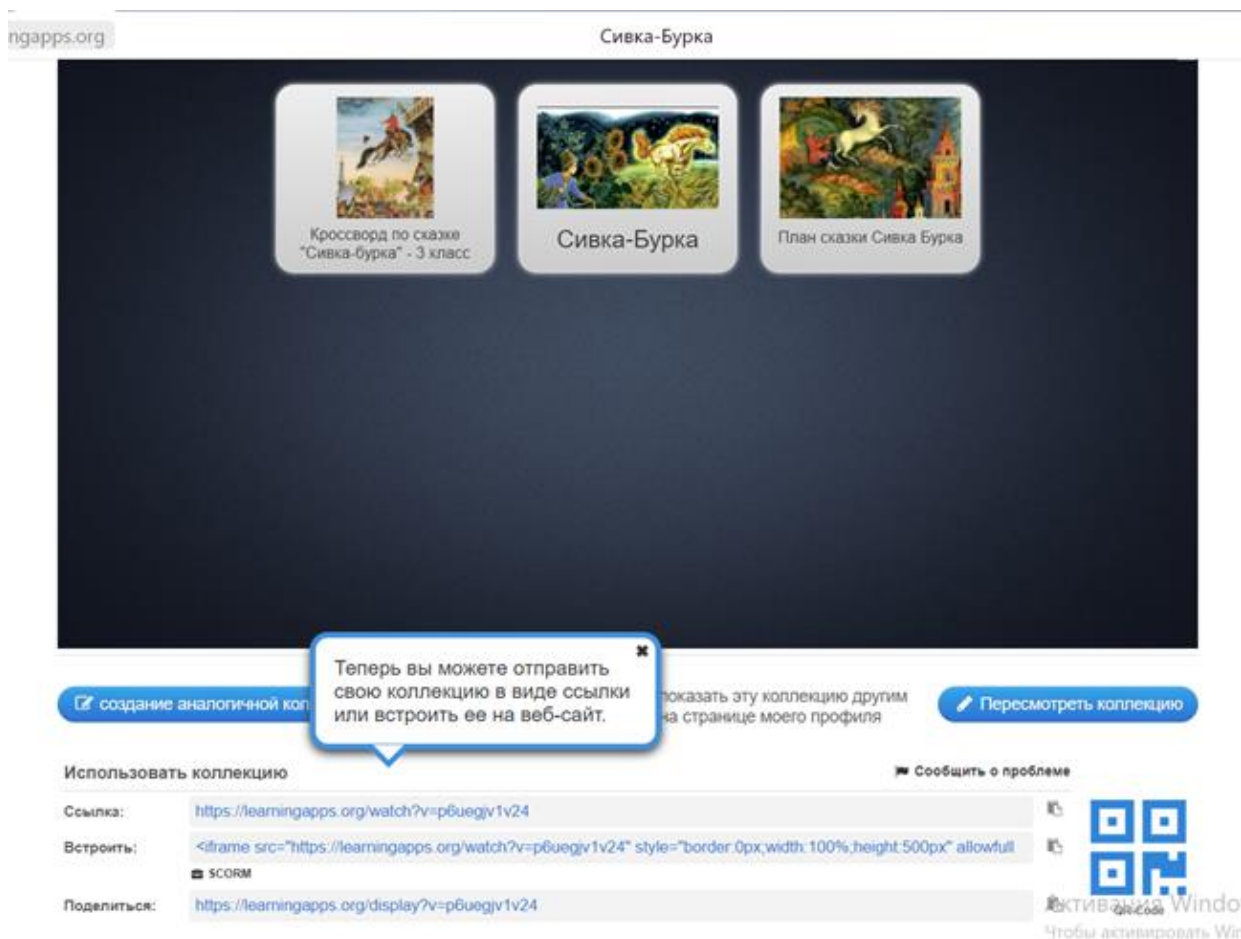 ngapps.org
Сивка-Бурка
Кроссворд по сказке
"Сивка-бурка" - 3 класс
Сивка-Бурка
План сказки Сивка Бурка
Теперь вы можете отправить
свою коллекцию в виде ссылки
или встроить ее на веб-сайт.
создание аналогичной кол
показать эту коллекцию другим
на странице моего профиля
Пересмотреть коллекцию
Использовать коллекцию
Сообщить о проблеме
Ссылка: https://learningapps.org/watch?v=p6uegjv1v24
Встроить: <iframe src="https://learningapps.org/watch?v=p6uegjv1v24" style="border:0px;width:100%;height:500px" allowfull
SCORM
Поделиться: https://learningapps.org/display?v=p6uegjv1v24
QR-Code
Активация Windo
Чтобы активировать Win